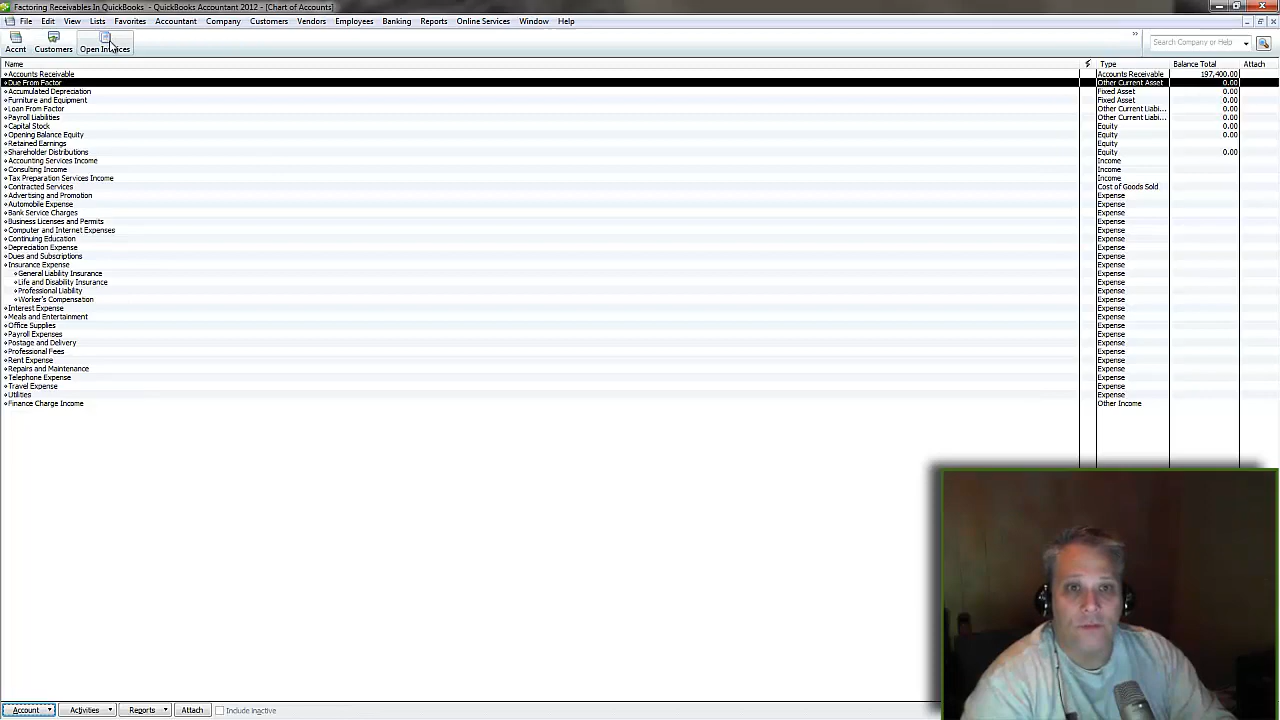 Factoring Receivables In QuickBooks - QuickBooks Accountant 2012 - [Chart of Accounts]
File Edit View Lists Favorites Accountant Company Customers Vendors Employees Banking Reports Online Services Window Help
Accnt Customers Open Invoices » Search Company or Help
Name Type Balance Total Attach
Accounts Receivable Accounts Receivable 197,400.00
Due From Factor Other Current Asset 0.00
Accumulated Depreciation Fixed Asset 0.00
Furniture and Equipment Fixed Asset 0.00
Loan From Factor Other Current Liabi... 0.00
Payroll Liabilities Other Current Liabi... 0.00
Capital Stock Equity 0.00
Opening Balance Equity Equity 0.00
Retained Earnings Equity
Shareholder Distributions Equity 0.00
Accounting Services Income Income
Consulting Income Income
Tax Preparation Services Income Income
Contracted Services Cost of Goods Sold
Advertising and Promotion Expense
Automobile Expense Expense
Bank Service Charges Expense
Business Licenses and Permits Expense
Computer and Internet Expenses Expense
Continuing Education Expense
Depreciation Expense Expense
Dues and Subscriptions Expense
Insurance Expense Expense
General Liability Insurance Expense
Life and Disability Insurance Expense
Professional Liability Expense
Worker's Compensation Expense
Interest Expense Expense
Meals and Entertainment Expense
Office Supplies Expense
Payroll Expenses Expense
Postage and Delivery Expense
Professional Fees Expense
Rent Expense Expense
Repairs and Maintenance Expense
Telephone Expense Expense
Travel Expense Expense
Utilities Expense
Finance Charge Income Other Income
Account Activities Reports Attach Include inactive